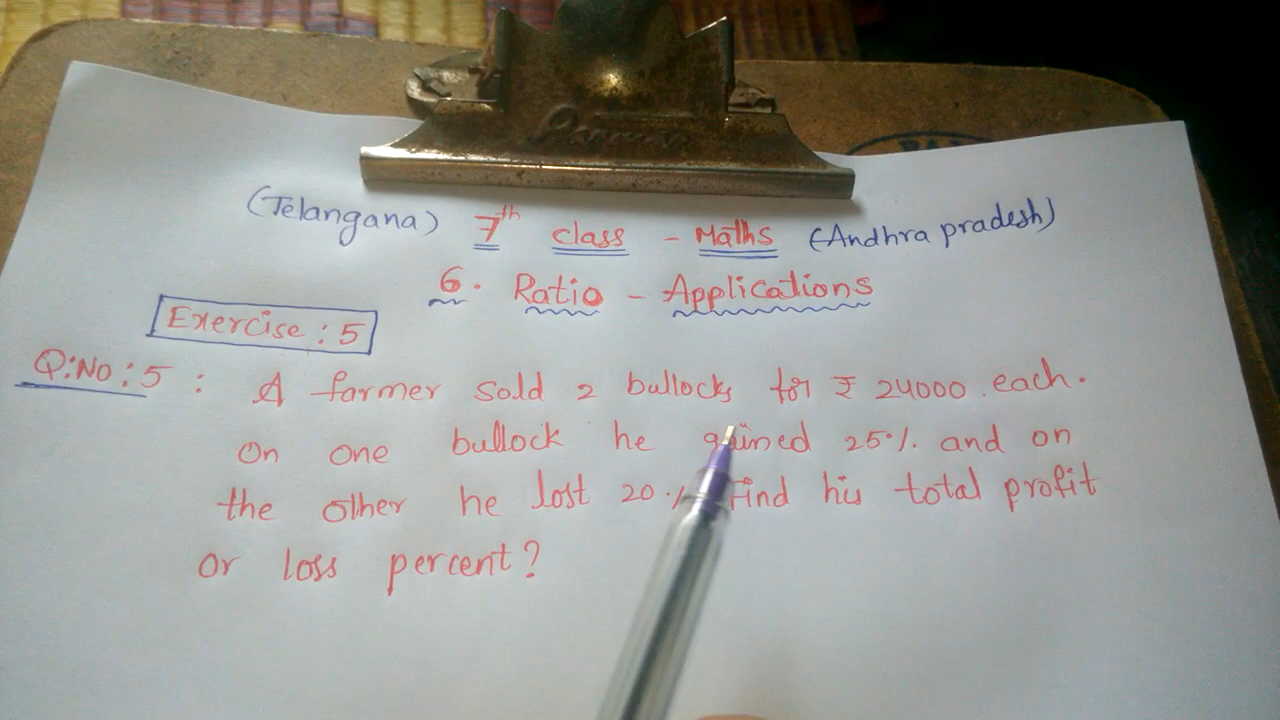 (Telangana) 7th class - Maths (Andhra pradesh)
6. Ratio - Applications
Exercise : 5
Q.No : 5 : A farmer sold 2 bullocks for ₹ 24000 each.
On one bullock he gained 25% and on
the other he lost 20% Find his total profit
or loss percent?